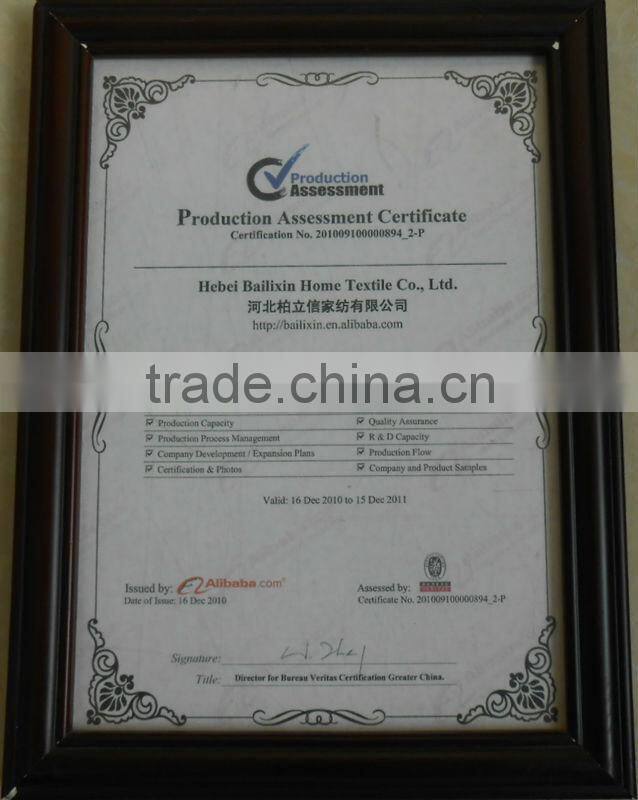 Production
Assessment
Production Assessment Certificate
Certification No. 201009100000894_2-P
Hebei Bailixin Home Textile Co., Ltd.
河北柏立信家纺有限公司
http://bailixin.en.alibaba.com
trade.china.cn
Production Capacity
Quality Assurance
Production Process Management
R & D Capacity
Company Development / Expansion Plans
Production Flow
Certification & Photos
Company and Product Samples
Valid: 16 Dec 2010 to 15 Dec 2011
Issued by: Alibaba.com®
Assessed by:
Date of Issue: 16 Dec 2010
Certificate No. 201009100000894_2-P
Signature:
Title: Director for Bureau Veritas Certification Greater China.